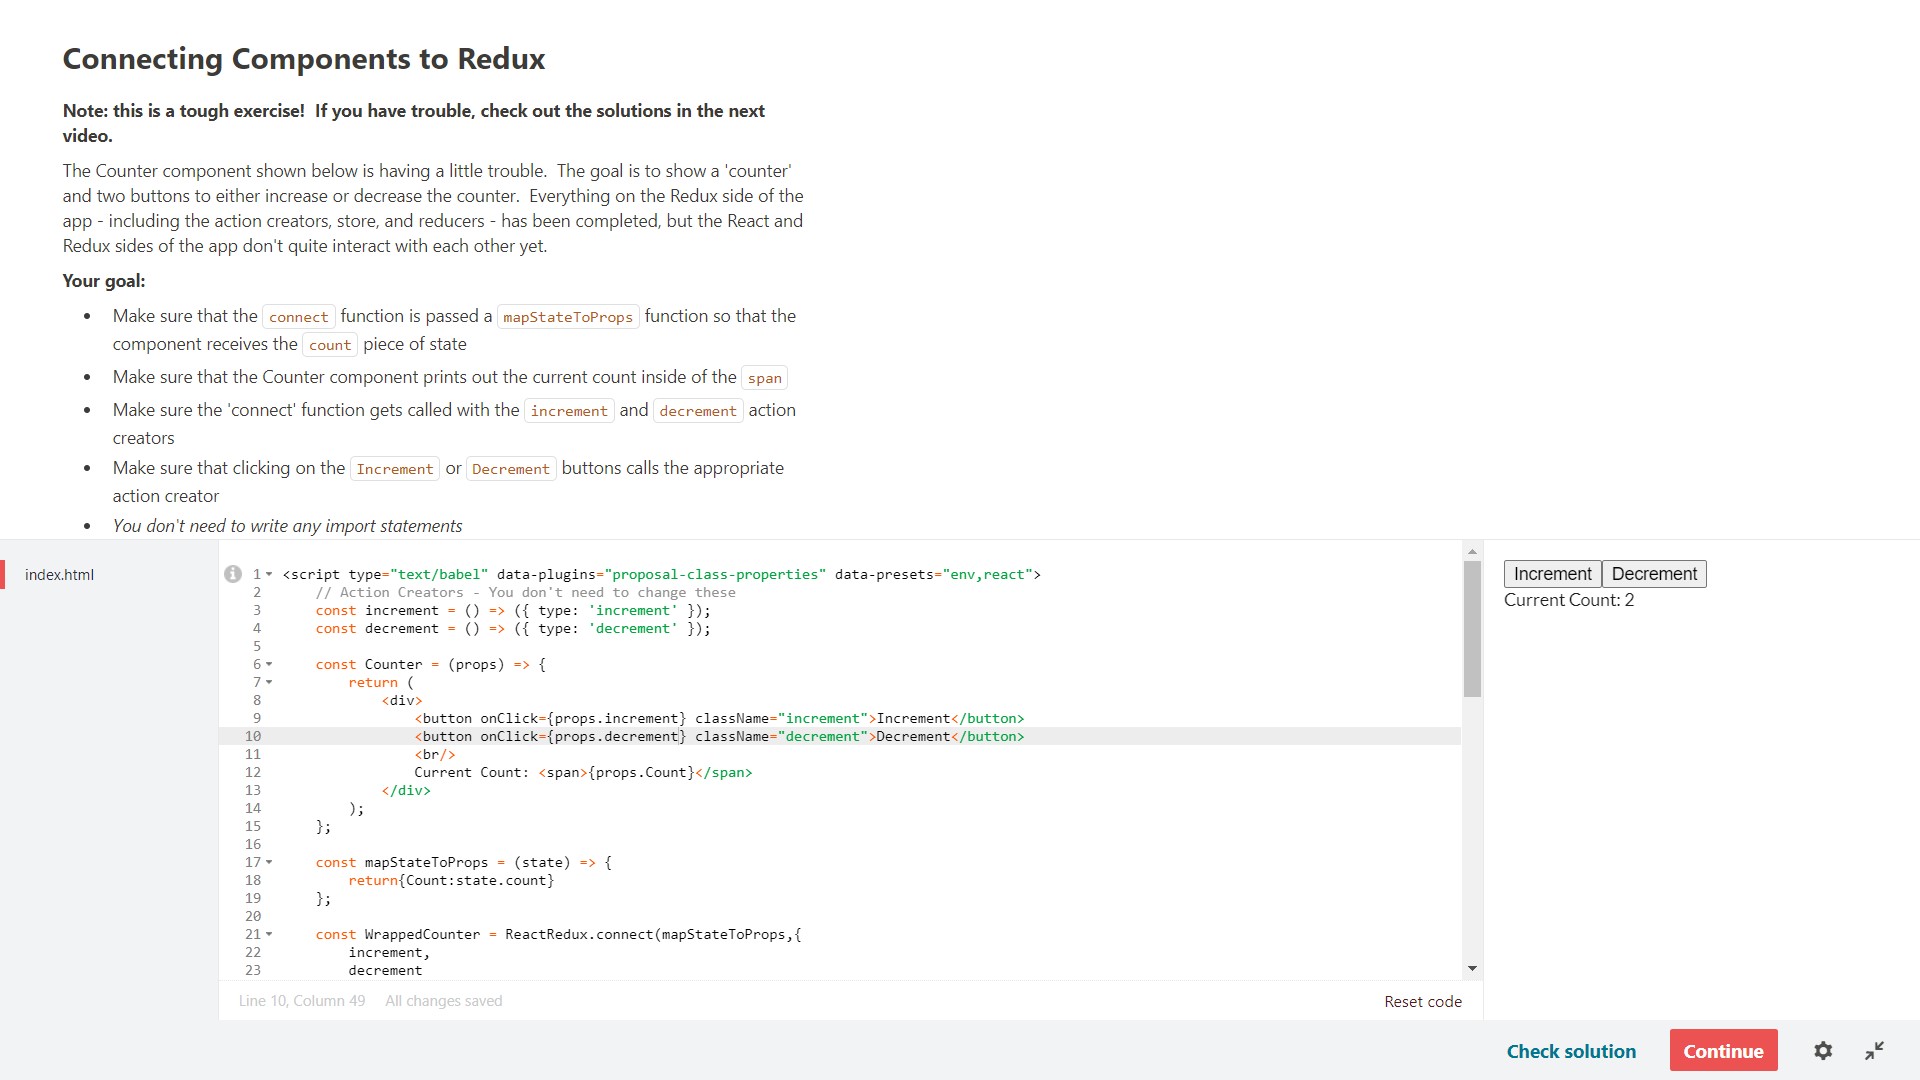 Connecting Components to Redux
Note: this is a tough exercise!  If you have trouble, check out the solutions in the next
video.
The Counter component shown below is having a little trouble.  The goal is to show a 'counter'
and two buttons to either increase or decrease the counter.  Everything on the Redux side of the
app - including the action creators, store, and reducers - has been completed, but the React and
Redux sides of the app don't quite interact with each other yet.
Your goal:
• Make sure that the connect function is passed a mapStateToProps function so that the
component receives the count piece of state
• Make sure that the Counter component prints out the current count inside of the span
• Make sure the 'connect' function gets called with the increment and decrement action
creators
• Make sure that clicking on the Increment or Decrement buttons calls the appropriate
action creator
• You don't need to write any import statements
index.html
1 <script type="text/babel" data-plugins="proposal-class-properties" data-presets="env,react">
2     // Action Creators - You don't need to change these
3     const increment = () => ({ type: 'increment' });
4     const decrement = () => ({ type: 'decrement' });
5
6     const Counter = (props) => {
7         return (
8             <div>
9                 <button onClick={props.increment} className="increment">Increment</button>
10                 <button onClick={props.decrement} className="decrement">Decrement</button>
11                 <br/>
12                 Current Count: <span>{props.Count}</span>
13             </div>
14         );
15     };
16
17     const mapStateToProps = (state) => {
18         return{Count:state.count}
19     };
20
21     const WrappedCounter = ReactRedux.connect(mapStateToProps,{
22         increment,
23         decrement
Increment Decrement
Current Count: 2
Line 10, Column 49 All changes saved
Reset code
Check solution Continue